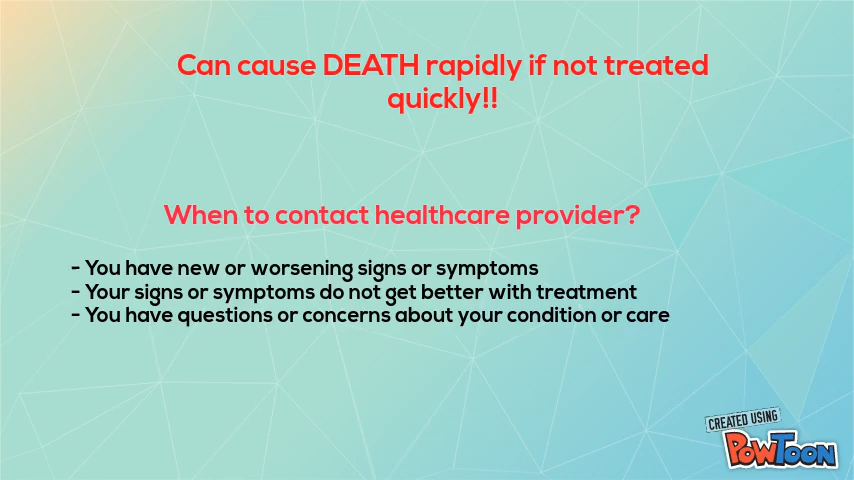 Can cause DEATH rapidly if not treated
quickly!!
When to contact healthcare provider?
- You have new or worsening signs or symptoms
- Your signs or symptoms do not get better with treatment
- You have questions or concerns about your condition or care
CREATED USING
POWTOON